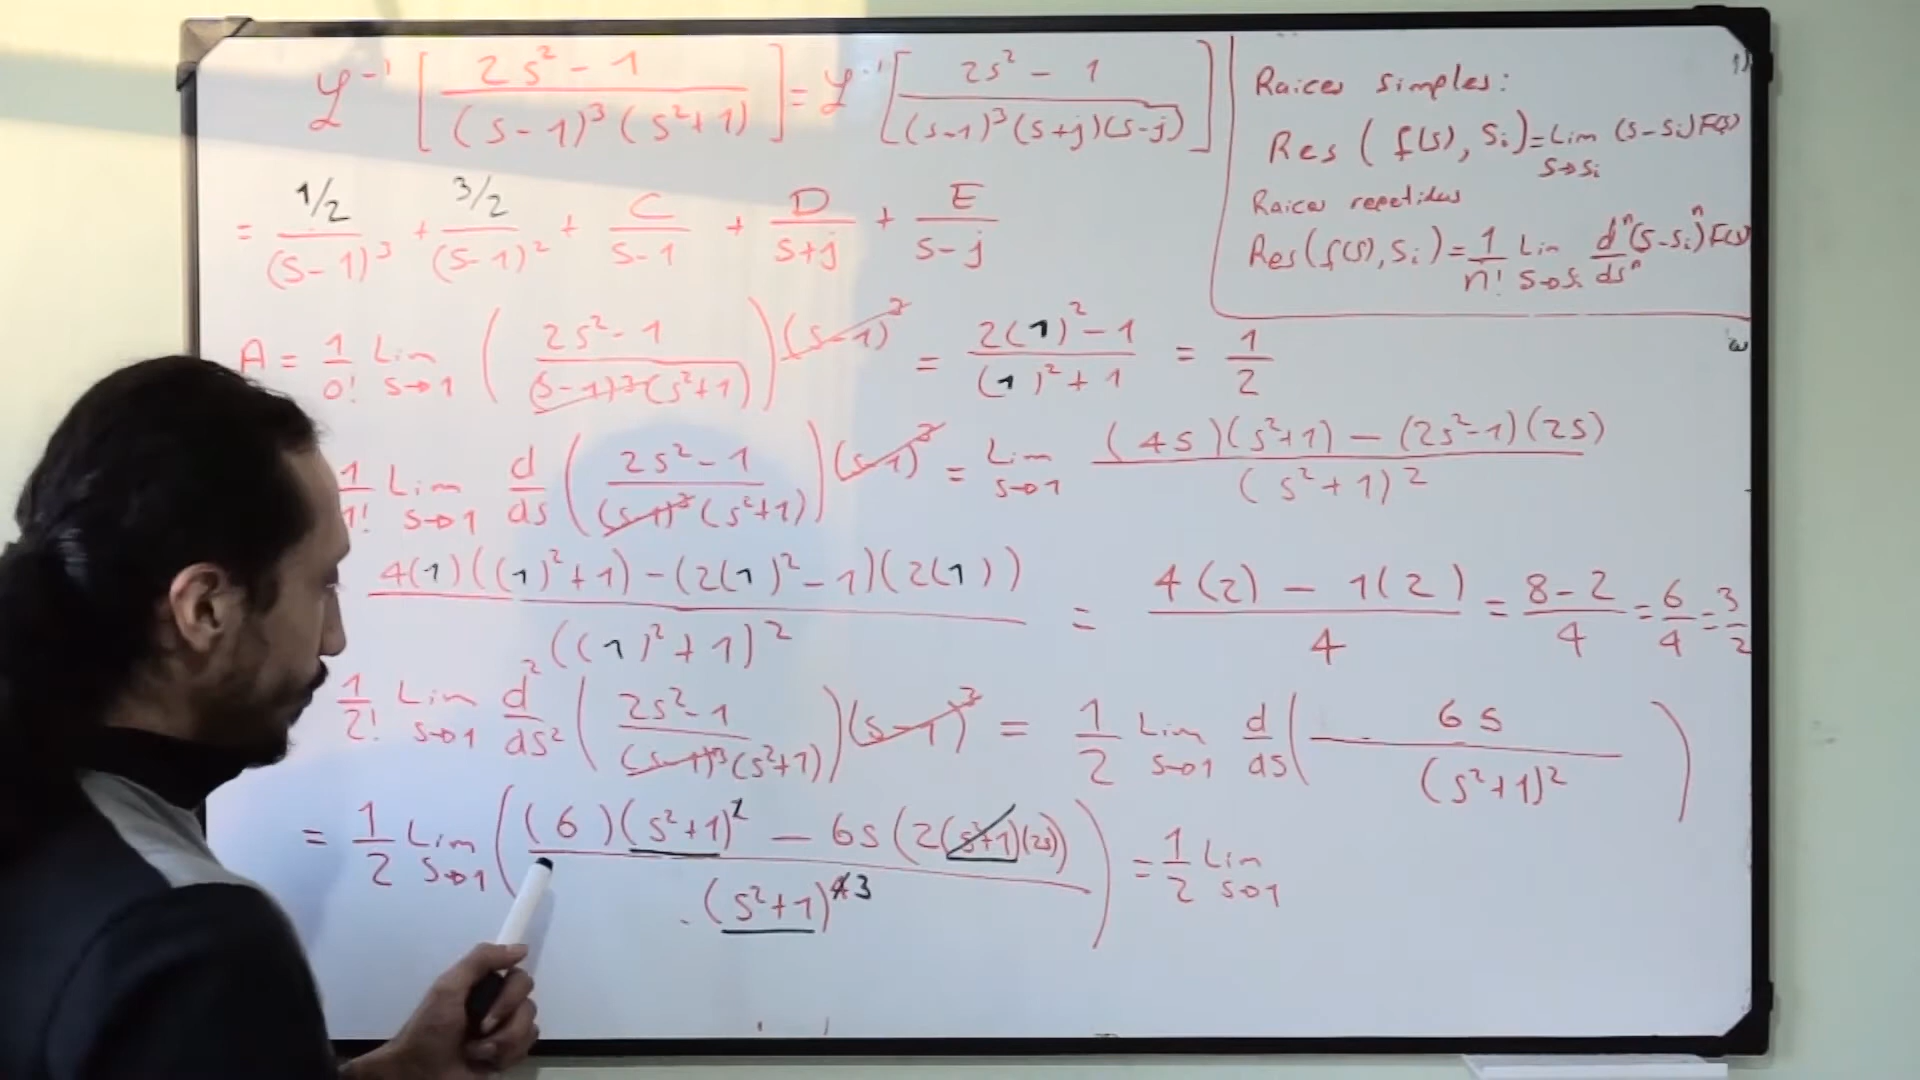 ℒ⁻¹ [ (2s² - 1) / ((s-1)³ (s²+1)) ] = ℒ⁻¹ [ (2s² - 1) / ((s-1)³ (s+j)(s-j)) ]
= (1/2)/(s-1)³ + (3/2)/(s-1)² + C/(s-1) + D/(s+j) + E/(s-j)
A = 1/0! Lim s→1 ( (2s² - 1) / ((s-1)³ (s²+1)) ) (s-1)³ = (2(1)² - 1) / ((1)² + 1) = 1/2
1/1! Lim s→1 d/ds ( (2s² - 1) / ((s-1)³ (s²+1)) ) (s-1)³ = Lim s→1 ((4s)(s²+1) - (2s²-1)(2s)) / (s²+1)²
(4(1)((1)²+1) - (2(1)²-1)(2(1))) / ((1)²+1)² = (4(2) - 1(2)) / 4 = (8-2)/4 = 6/4 = 3/2
1/2! Lim s→1 d²/ds² ( (2s²-1) / ((s-1)³ (s²+1)) ) (s-1)³ = 1/2 Lim s→1 d/ds ( 6s / (s²+1)² )
= 1/2 Lim s→1 ( ((6)(s²+1)² - 6s(2(s²+1)(2s))) / (s²+1)⁴3 ) = 1/2 Lim s→1
Raices simples:
Res (f(s), si) = Lim s→si (s-si)F(s)
Raices repetidas
Res(f(s), si) = 1/n! Lim s→si dⁿ/dsⁿ (s-si)ⁿ F(s)